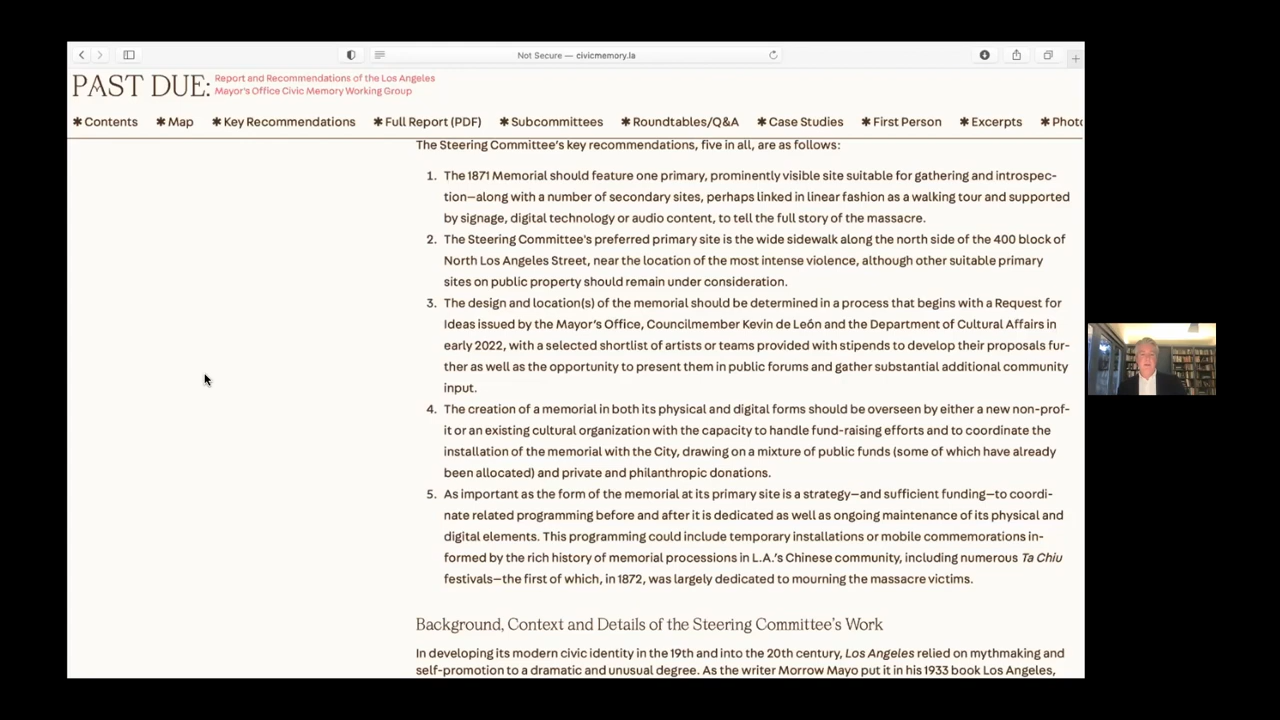 Not Secure — civicmemory.la
PAST DUE:
Report and Recommendations of the Los Angeles
Mayor's Office Civic Memory Working Group
✱ Contents ✱ Map ✱ Key Recommendations ✱ Full Report (PDF) ✱ Subcommittees ✱ Roundtables/Q&A ✱ Case Studies ✱ First Person ✱ Excerpts ✱ Photo
The Steering Committee's key recommendations, five in all, are as follows:
1. The 1871 Memorial should feature one primary, prominently visible site suitable for gathering and introspec-
tion—along with a number of secondary sites, perhaps linked in linear fashion as a walking tour and supported
by signage, digital technology or audio content, to tell the full story of the massacre.
2. The Steering Committee's preferred primary site is the wide sidewalk along the north side of the 400 block of
North Los Angeles Street, near the location of the most intense violence, although other suitable primary
sites on public property should remain under consideration.
3. The design and location(s) of the memorial should be determined in a process that begins with a Request for
Ideas issued by the Mayor's Office, Councilmember Kevin de León and the Department of Cultural Affairs in
early 2022, with a selected shortlist of artists or teams provided with stipends to develop their proposals fur-
ther as well as the opportunity to present them in public forums and gather substantial additional community
input.
4. The creation of a memorial in both its physical and digital forms should be overseen by either a new non-prof-
it or an existing cultural organization with the capacity to handle fund-raising efforts and to coordinate the
installation of the memorial with the City, drawing on a mixture of public funds (some of which have already
been allocated) and private and philanthropic donations.
5. As important as the form of the memorial at its primary site is a strategy—and sufficient funding—to coordi-
nate related programming before and after it is dedicated as well as ongoing maintenance of its physical and
digital elements. This programming could include temporary installations or mobile commemorations in-
formed by the rich history of memorial processions in L.A.'s Chinese community, including numerous Ta Chiu
festivals—the first of which, in 1872, was largely dedicated to mourning the massacre victims.
Background, Context and Details of the Steering Committee's Work
In developing its modern civic identity in the 19th and into the 20th century, Los Angeles relied on mythmaking and
self-promotion to a dramatic and unusual degree. As the writer Morrow Mayo put it in his 1933 book Los Angeles,